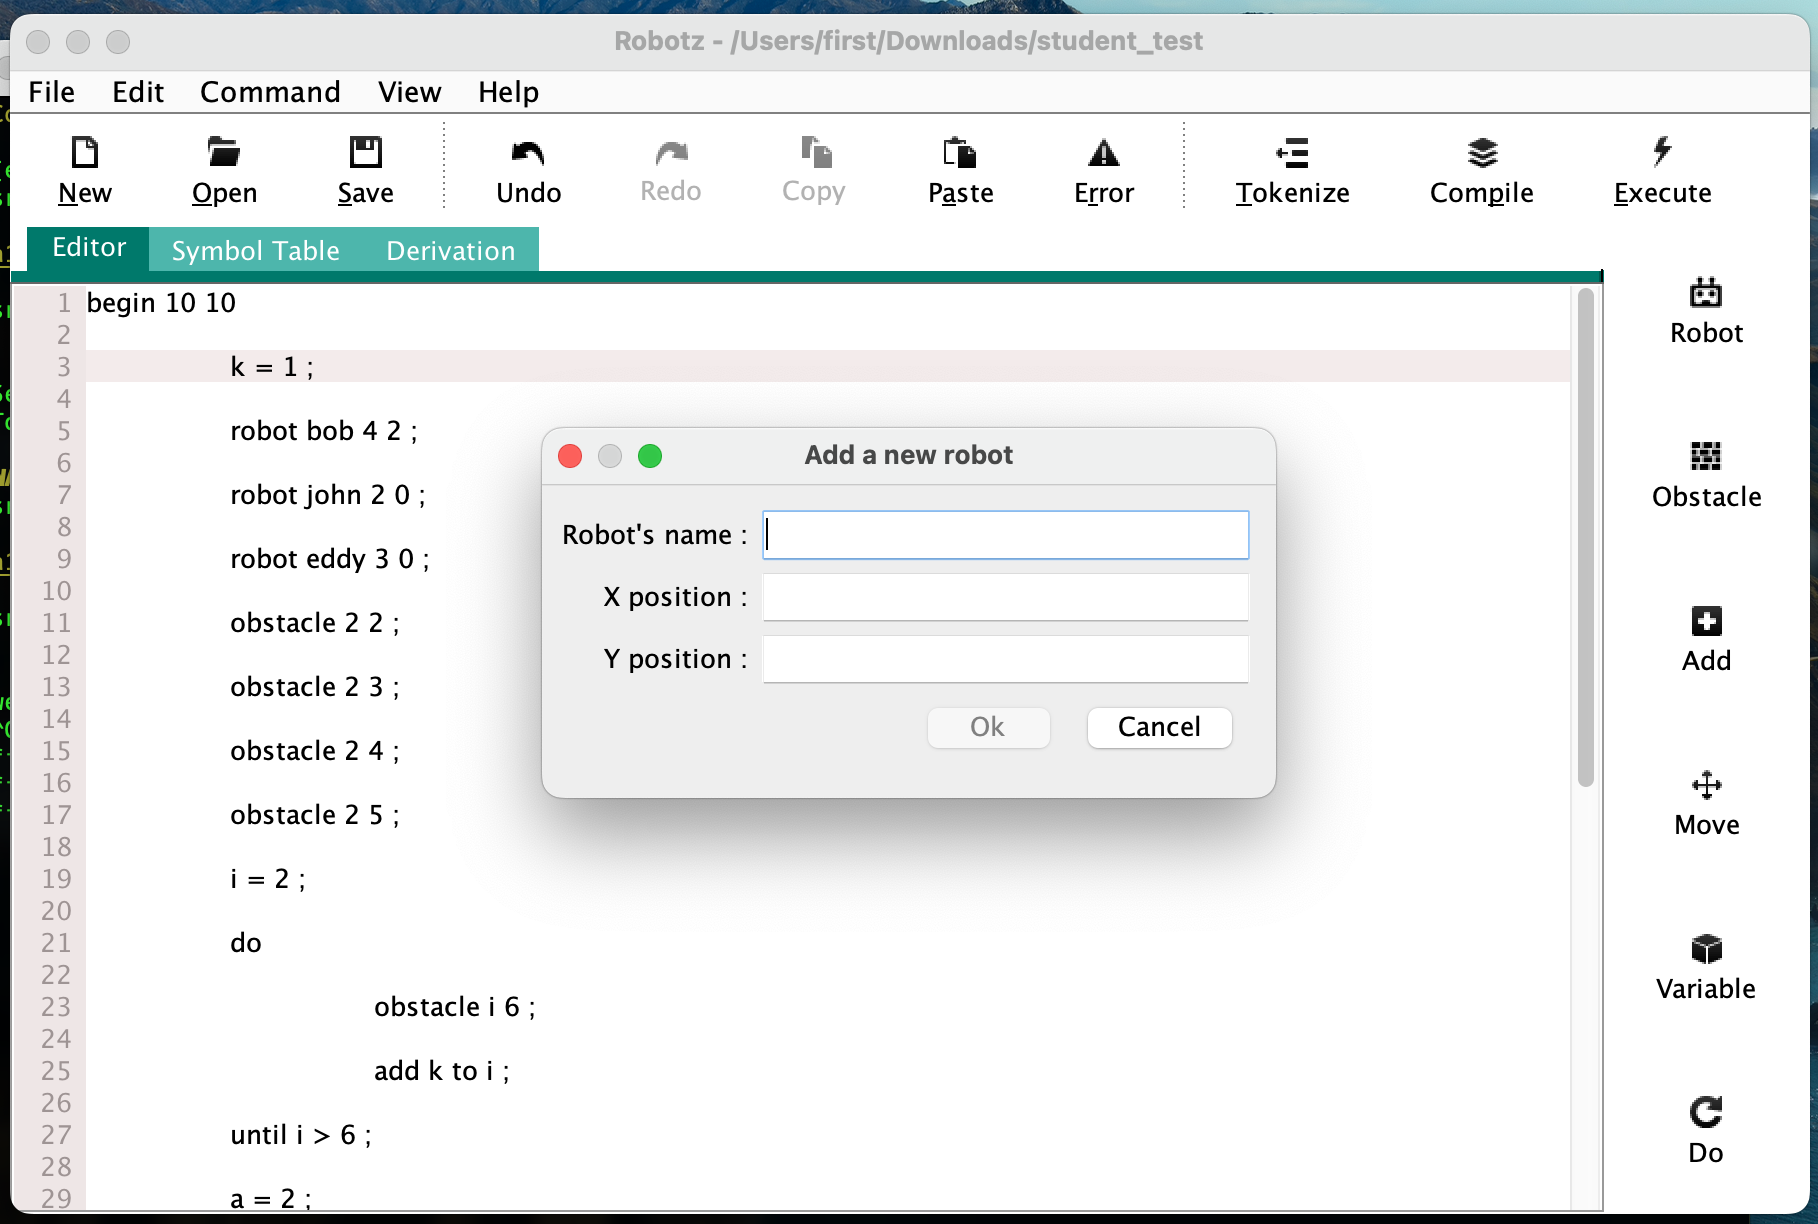 Robotz - /Users/first/Downloads/student_test
File Edit Command View Help
New Open Save Undo Redo Copy Paste Error Tokenize Compile Execute
Editor Symbol Table Derivation
1 begin 10 10
2
3 k = 1 ;
4
5 robot bob 4 2 ;
6
7 robot john 2 0 ;
8
9 robot eddy 3 0 ;
10
11 obstacle 2 2 ;
12
13 obstacle 2 3 ;
14
15 obstacle 2 4 ;
16
17 obstacle 2 5 ;
18
19 i = 2 ;
20
21 do
22
23 obstacle i 6 ;
24
25 add k to i ;
26
27 until i > 6 ;
28
29 a = 2 ;
Add a new robot
Robot's name :
X position :
Y position :
Ok Cancel
Robot
Obstacle
Add
Move
Variable
Do